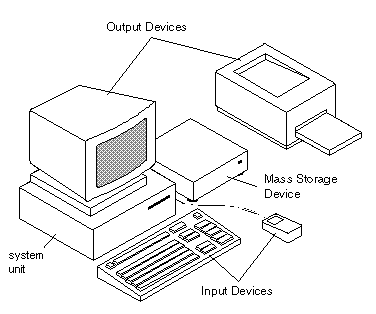 Output Devices
Mass Storage
Device
system
unit
Input Devices